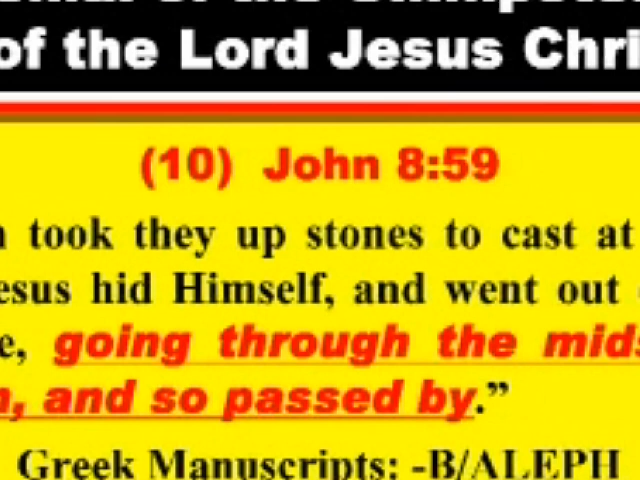 of the Lord Jesus Chri
(10) John 8:59
n took they up stones to cast at
esus hid Himself, and went out
e, going through the mids
n, and so passed by.”
Greek Manuscripts: -B/ALEPH